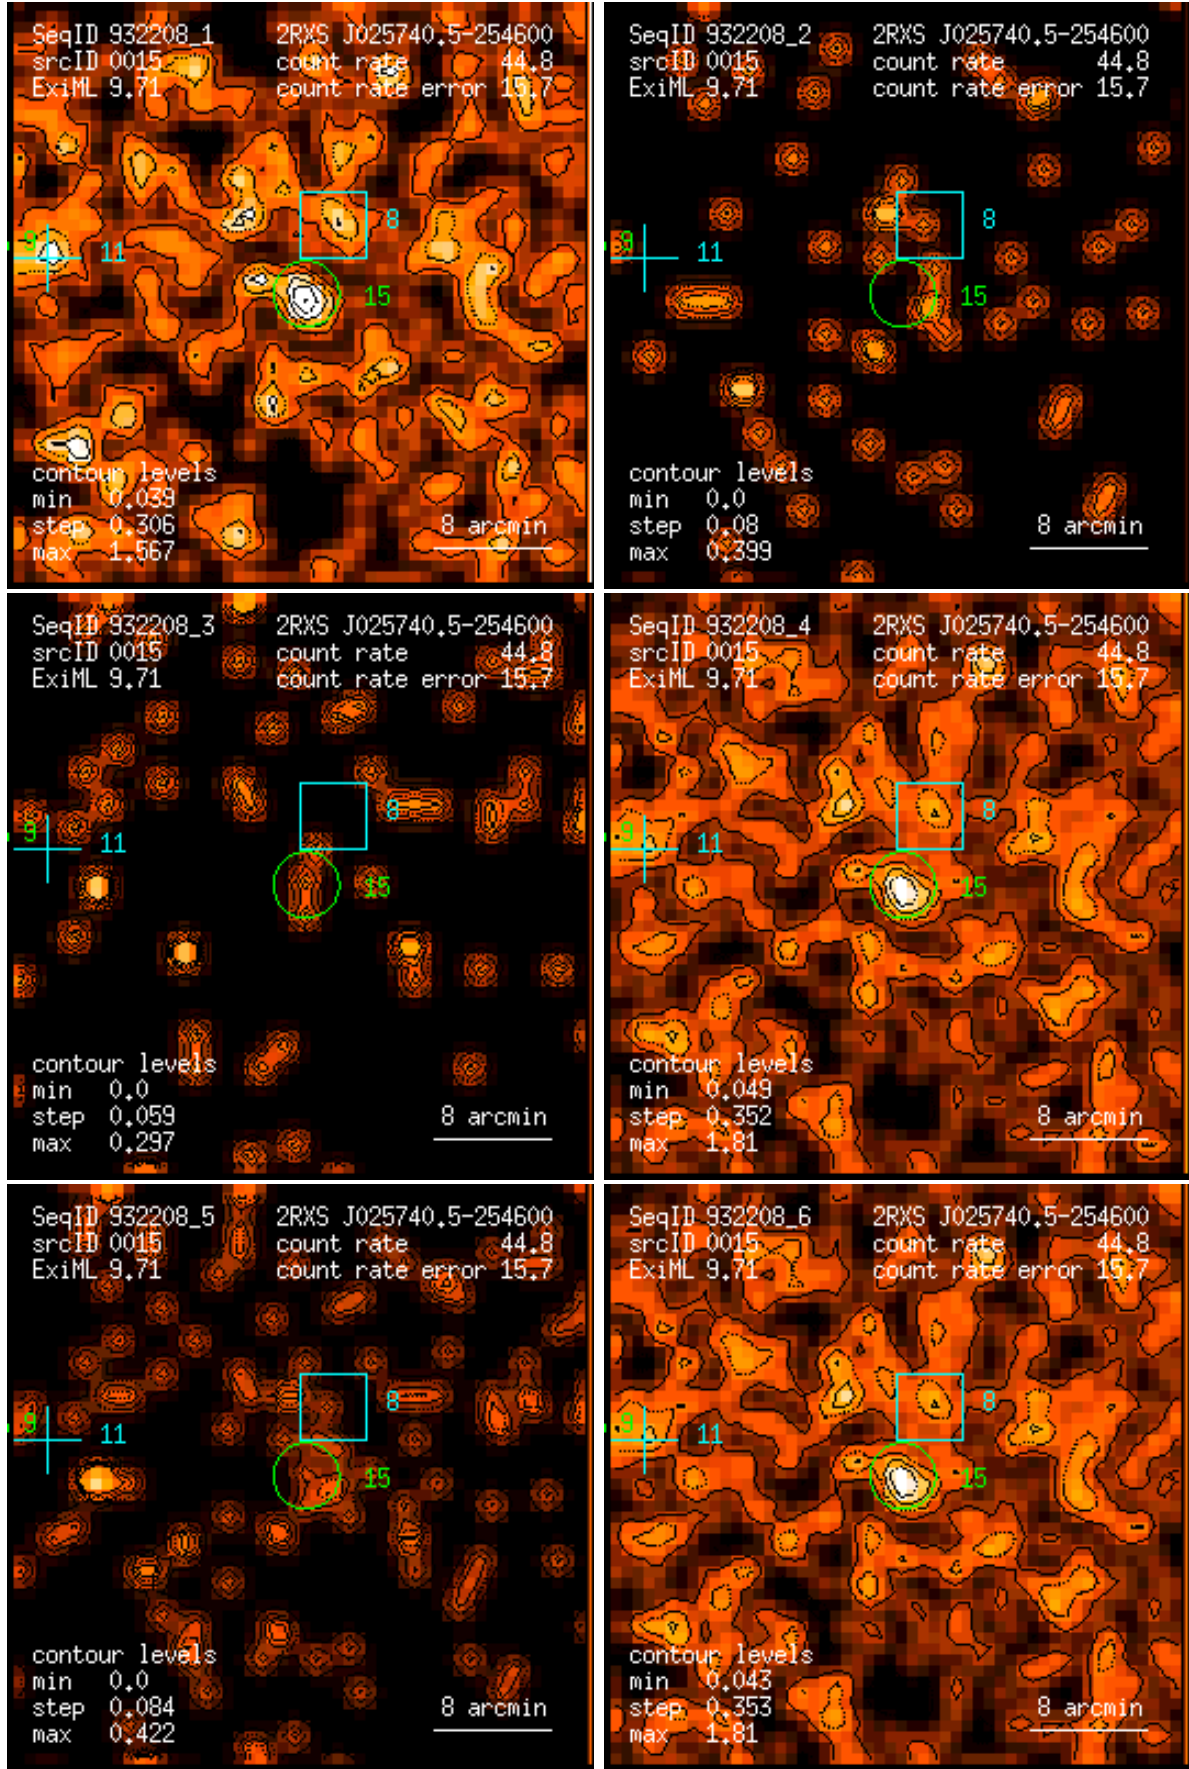 SeqID 932208_1 2RXS J025740.5-254600
srcID 0015 count rate 44.8
ExiML 9.71 count rate error 15.7
8
9 11
15
contour levels
min 0.039
step 0.306 8 arcmin
max 1.567
SeqID 932208_2 2RXS J025740.5-254600
srcID 0015 count rate 44.8
ExiML 9.71 count rate error 15.7
8
9 11
15
contour levels
min 0.0
step 0.08 8 arcmin
max 0.399
SeqID 932208_3 2RXS J025740.5-254600
srcID 0015 count rate 44.8
ExiML 9.71 count rate error 15.7
8
9 11
15
contour levels
min 0.0
step 0.059 8 arcmin
max 0.297
SeqID 932208_4 2RXS J025740.5-254600
srcID 0015 count rate 44.8
ExiML 9.71 count rate error 15.7
8
9 11
15
contour levels
min 0.049
step 0.352 8 arcmin
max 1.81
SeqID 932208_5 2RXS J025740.5-254600
srcID 0015 count rate 44.8
ExiML 9.71 count rate error 15.7
8
9 11
15
contour levels
min 0.0
step 0.084 8 arcmin
max 0.422
SeqID 932208_6 2RXS J025740.5-254600
srcID 0015 count rate 44.8
ExiML 9.71 count rate error 15.7
8
9 11
15
contour levels
min 0.043
step 0.353 8 arcmin
max 1.81